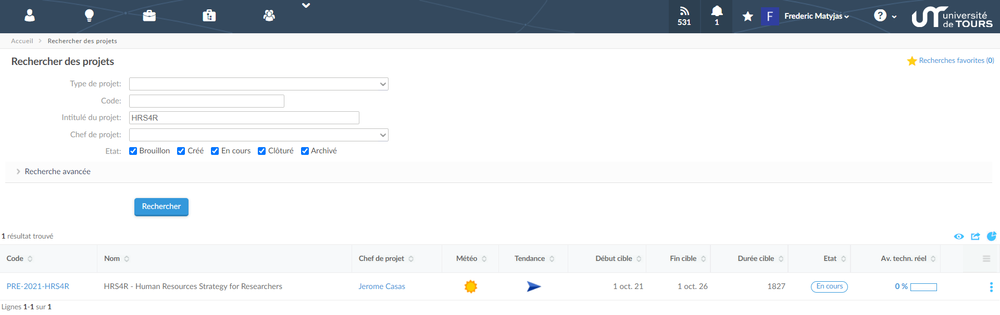 531
1
F
Frederic Matyjas
?
université
de TOURS
Accueil > Rechercher des projets
Rechercher des projets
Recherches favorites (0)
Type de projet:
Code:
Intitulé du projet: HRS4R
Chef de projet:
Etat: Brouillon Créé En cours Clôturé Archivé
Recherche avancée
Rechercher
1 résultat trouvé
Code Nom Chef de projet Météo Tendance Début cible Fin cible Durée cible Etat Av. techn. réel
PRE-2021-HRS4R HRS4R - Human Resources Strategy for Researchers Jerome Casas 1 oct. 21 1 oct. 26 1827 En cours 0 %
Lignes 1-1 sur 1